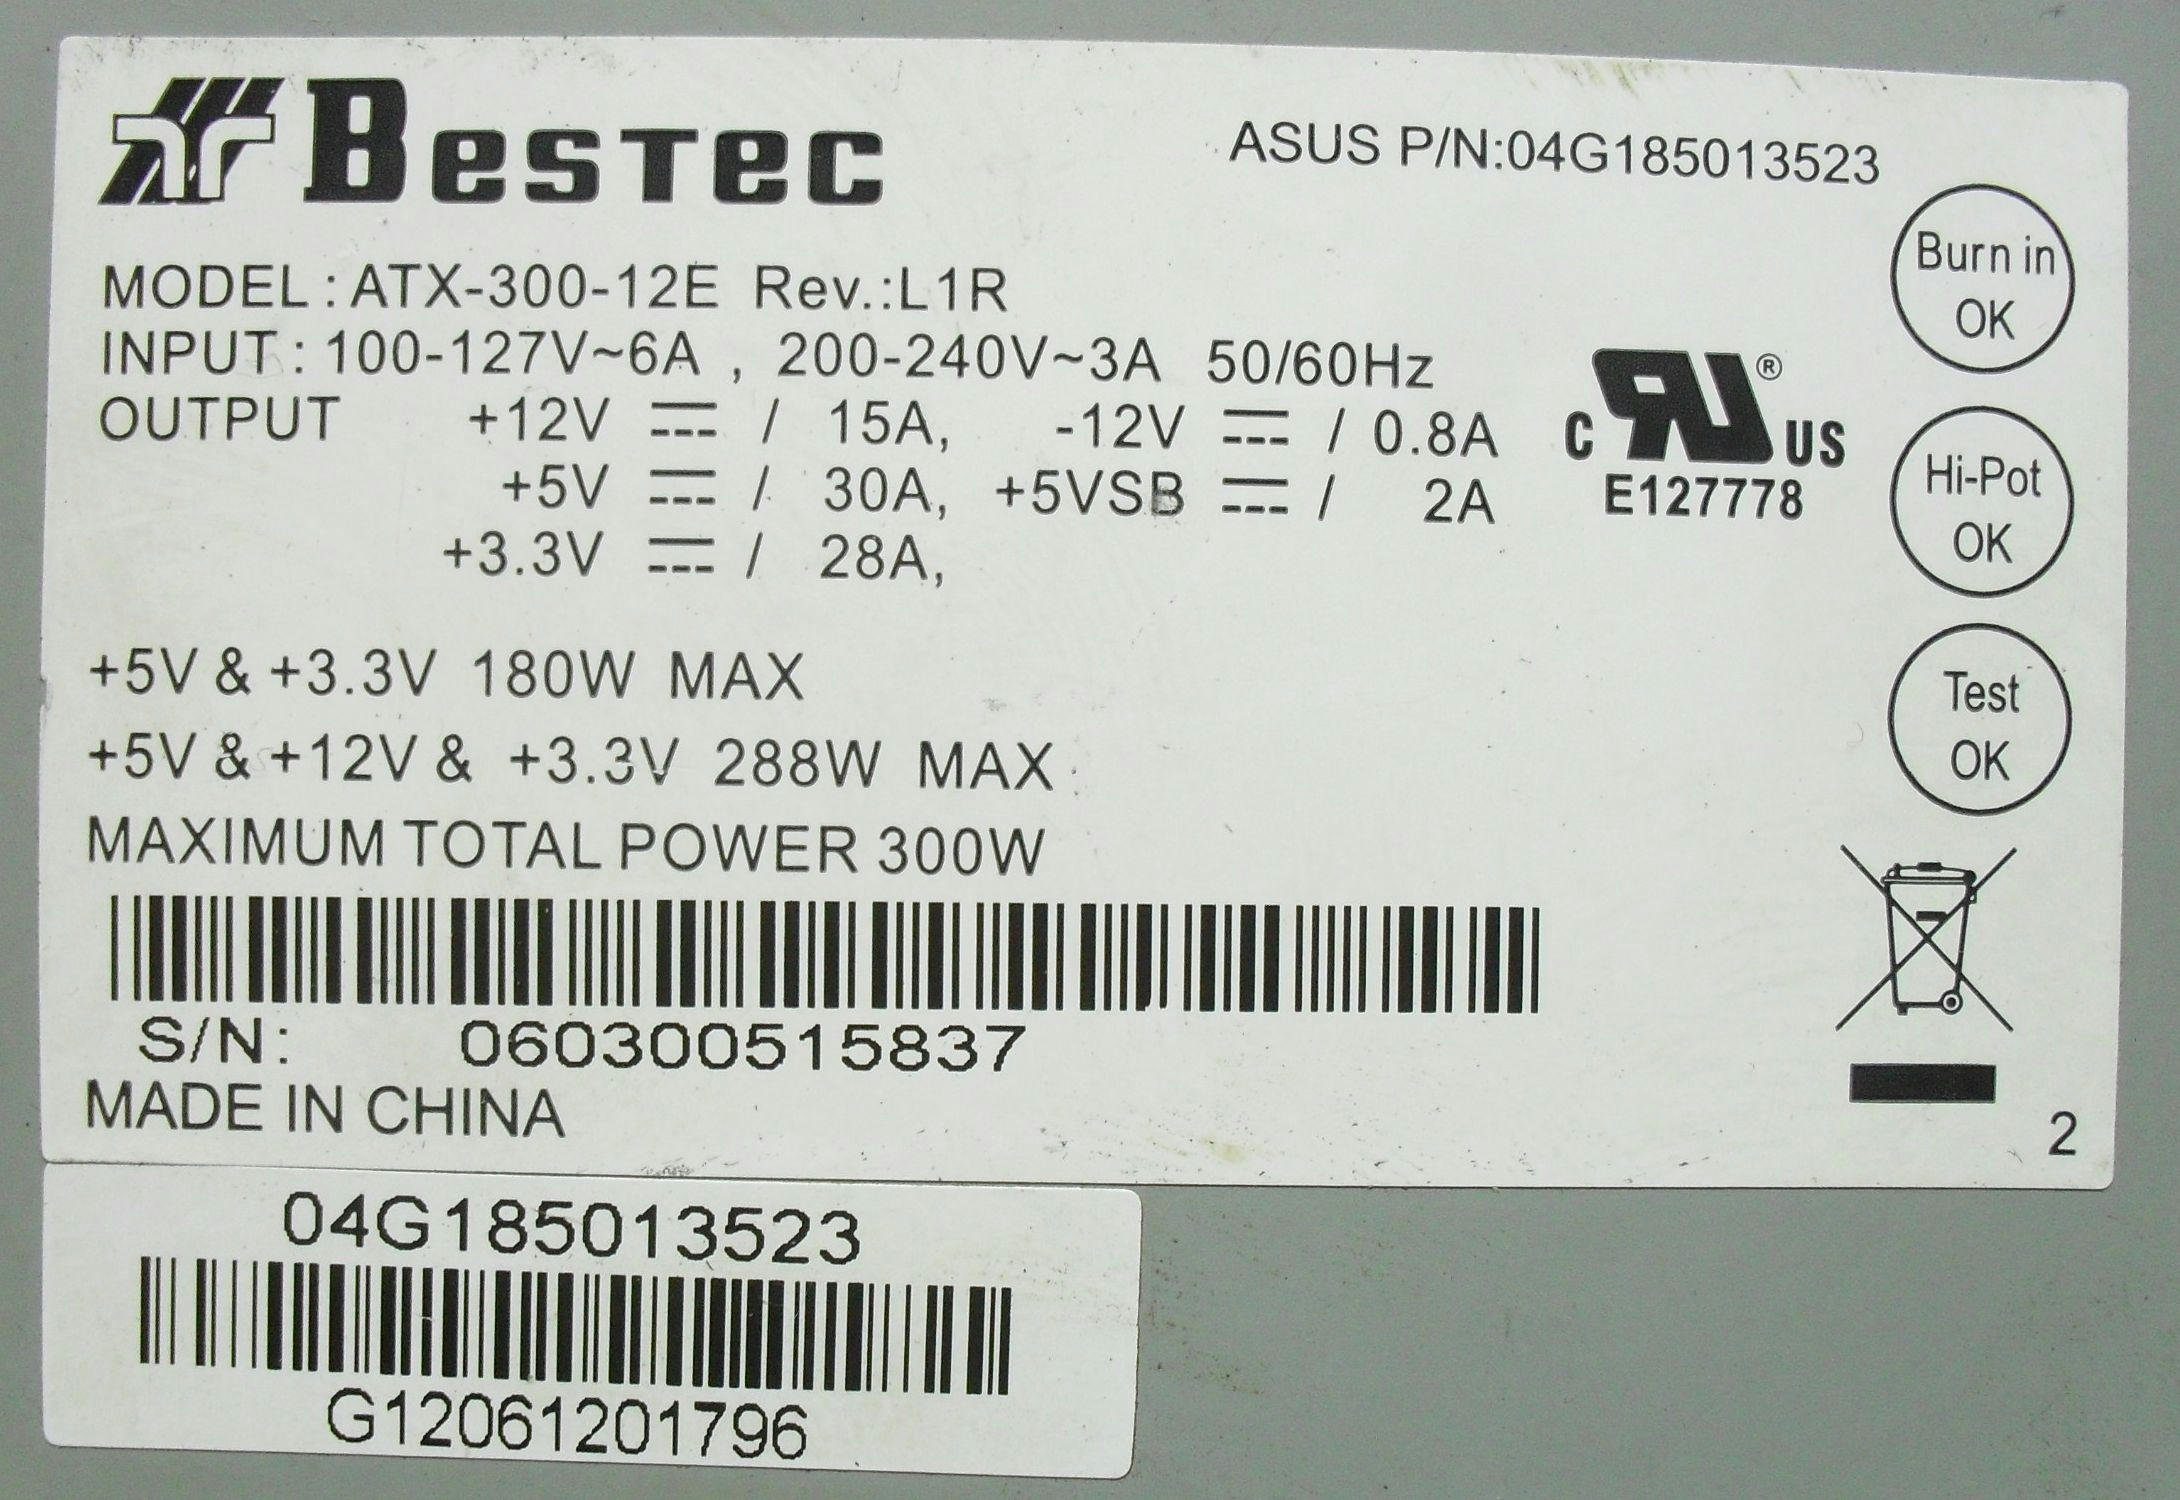 BESTEC
ASUS P/N:04G185013523
MODEL : ATX-300-12E Rev.:L1R
INPUT : 100-127V~6A , 200-240V~3A 50/60Hz
OUTPUT +12V ⎓ / 15A, -12V ⎓ / 0.8A
+5V ⎓ / 30A, +5VSB ⎓ / 2A
+3.3V ⎓ / 28A,
C RU ® US
E127778
Burn in
OK
Hi-Pot
OK
Test
OK
+5V & +3.3V 180W MAX
+5V & +12V & +3.3V 288W MAX
MAXIMUM TOTAL POWER 300W
S/N: 060300515837
MADE IN CHINA
2
04G185013523
G12061201796